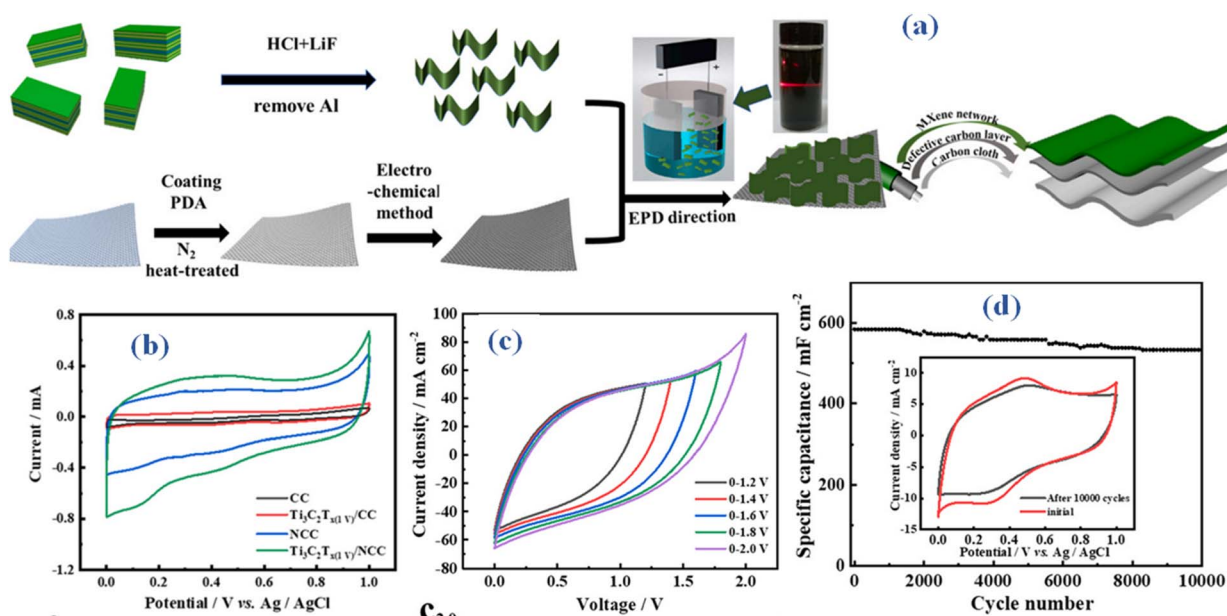 (a)
HCl+LiF
remove Al
Coating
PDA
N₂
heat-treated
Electro
-chemical
method
-
+
EPD direction
MXene network
Defective carbon layer
Carbon cloth
(b)
Current / mA
0.8
0.4
0.0
-0.4
-0.8
-1.2
CC
Ti₃C₂Tₓ₍₁ ᵥ₎/CC
NCC
Ti₃C₂Tₓ₍₁ ᵥ₎/NCC
0.0 0.2 0.4 0.6 0.8 1.0
Potential / V vs. Ag / AgCl
(c)
Current density / mA cm⁻²
100
80
60
40
20
0
-20
-40
-60
-80
0-1.2 V
0-1.4 V
0-1.6 V
0-1.8 V
0-2.0 V
0.0 0.5 1.0 1.5 2.0
Voltage / V
(d)
Specific capacitance / mF cm⁻²
600
500
400
300
200
0
Current density / mA cm⁻²
15
10
5
0
-5
-10
-15
After 10000 cycles
initial
0.0 0.2 0.4 0.6 0.8 1.0
Potential / V vs. Ag / AgCl
0 2000 4000 6000 8000 10000
Cycle number